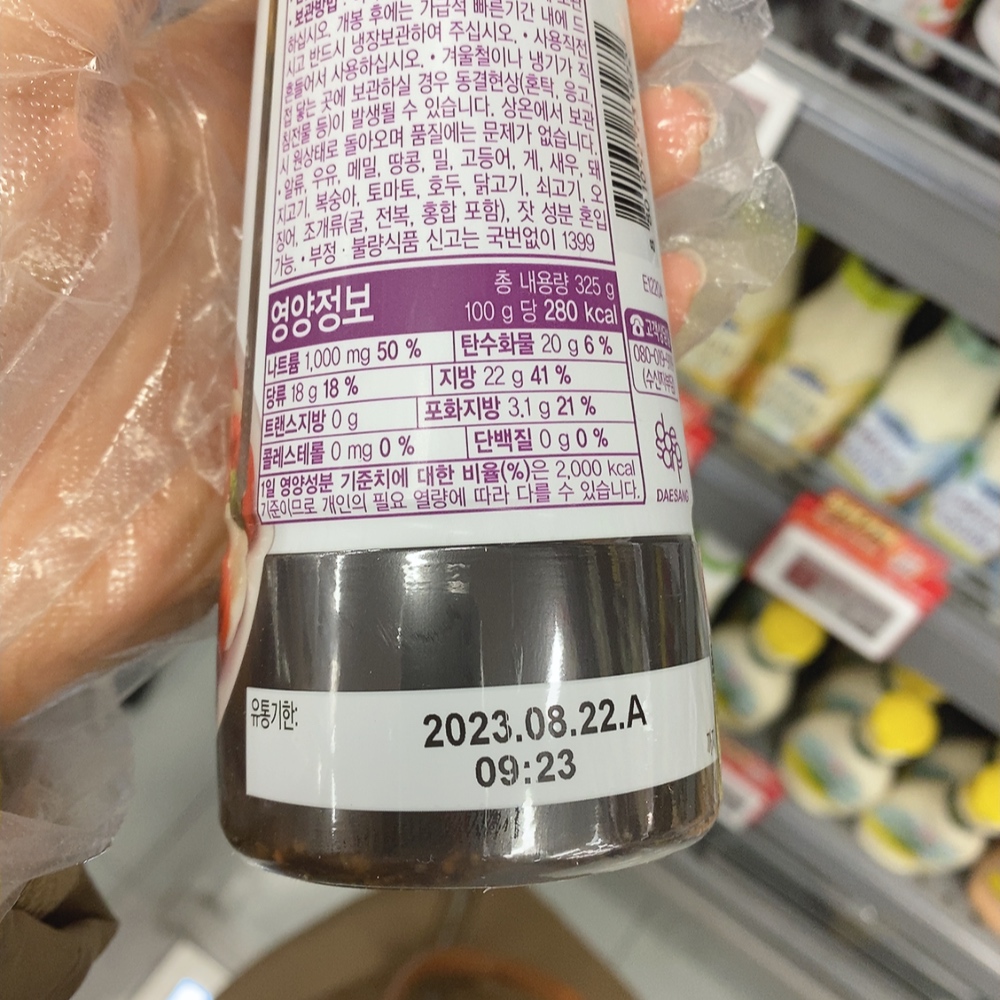 · 보관방법 :
하십시오. 개봉 후에는 가급적 빠른기간 내에 드
시고 반드시 냉장보관하여 주십시오. · 사용직전
흔들어서 사용하십시오. · 겨울철이나 냉기가 직
접 닿는 곳에 보관하실 경우 동결현상(혼탁, 응고,
침전물 등)이 발생될 수 있습니다. 상온에서 보관
시 원상태로 돌아오며 품질에는 문제가 없습니다.
· 알류, 우유, 메밀, 땅콩, 밀, 고등어, 게, 새우, 돼
지고기, 복숭아, 토마토, 호두, 닭고기, 쇠고기, 오
징어, 조개류(굴, 전복, 홍합 포함), 잣 성분 혼입
가능. · 부정 · 불량식품 신고는 국번없이 1399
영양정보
총 내용량 325 g
100 g 당 280 kcal
나트륨 1,000 mg 50 % 탄수화물 20 g 6 %
당류 18 g 18 % 지방 22 g 41 %
트랜스지방 0 g 포화지방 3.1 g 21 %
콜레스테롤 0 mg 0 % 단백질 0 g 0 %
1일 영양성분 기준치에 대한 비율(%)은 2,000 kcal
기준이므로 개인의 필요 열량에 따라 다를 수 있습니다.
고객상담
080-019-
(수신자부담
DAESANG
유통기한:
2023.08.22.A
09:23